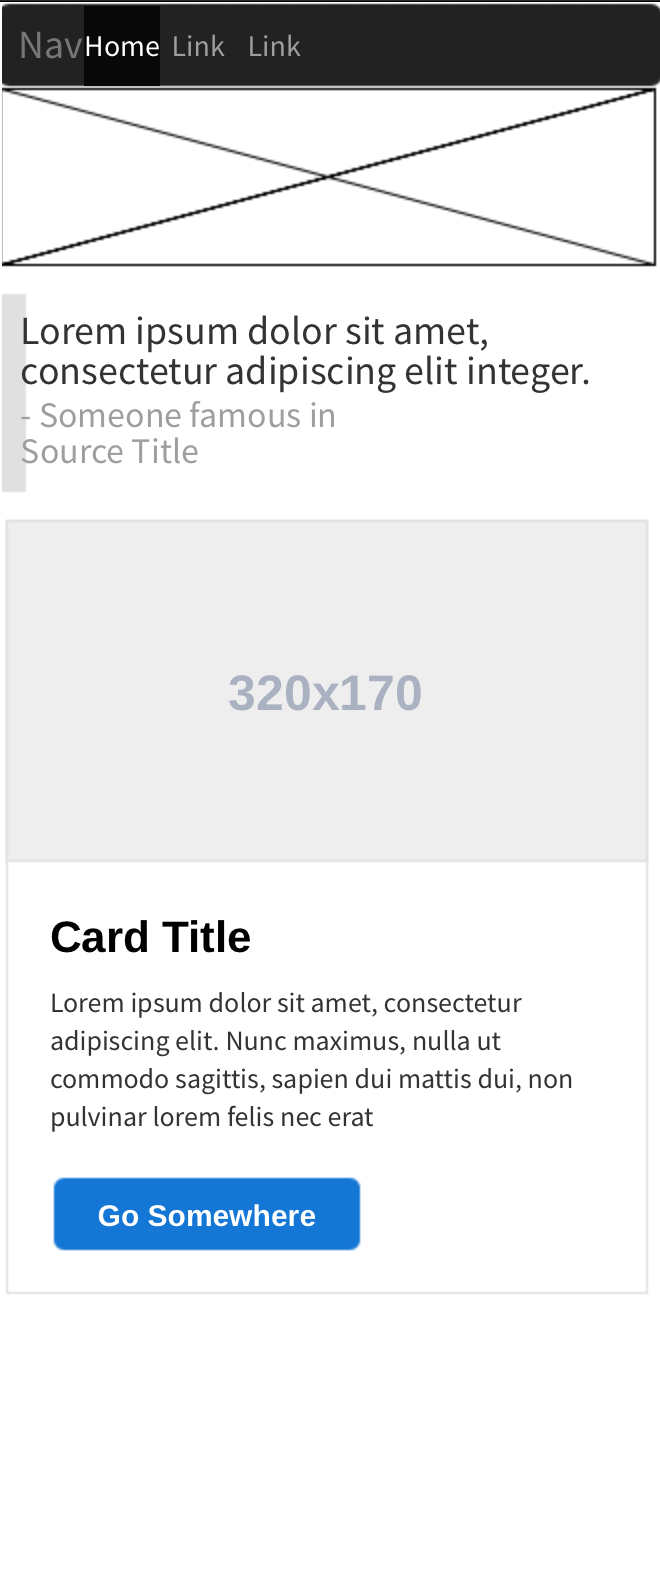 Nav Home Link Link
Lorem ipsum dolor sit amet,
consectetur adipiscing elit integer.
- Someone famous in
Source Title
320x170
Card Title
Lorem ipsum dolor sit amet, consectetur
adipiscing elit. Nunc maximus, nulla ut
commodo sagittis, sapien dui mattis dui, non
pulvinar lorem felis nec erat
Go Somewhere